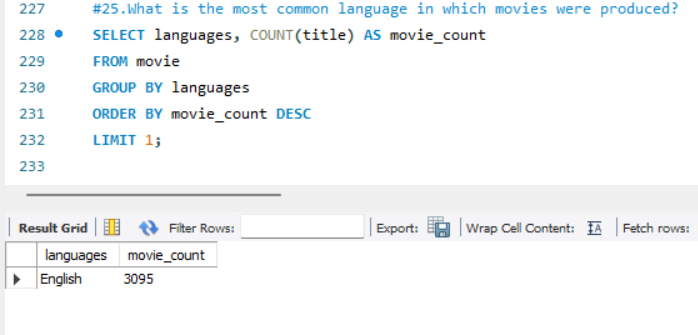 227 #25.What is the most common language in which movies were produced?
228 SELECT languages, COUNT(title) AS movie_count
229 FROM movie
230 GROUP BY languages
231 ORDER BY movie_count DESC
232 LIMIT 1;
233
Result Grid Filter Rows: Export: Wrap Cell Content: IA Fetch rows:
languages movie_count
English 3095